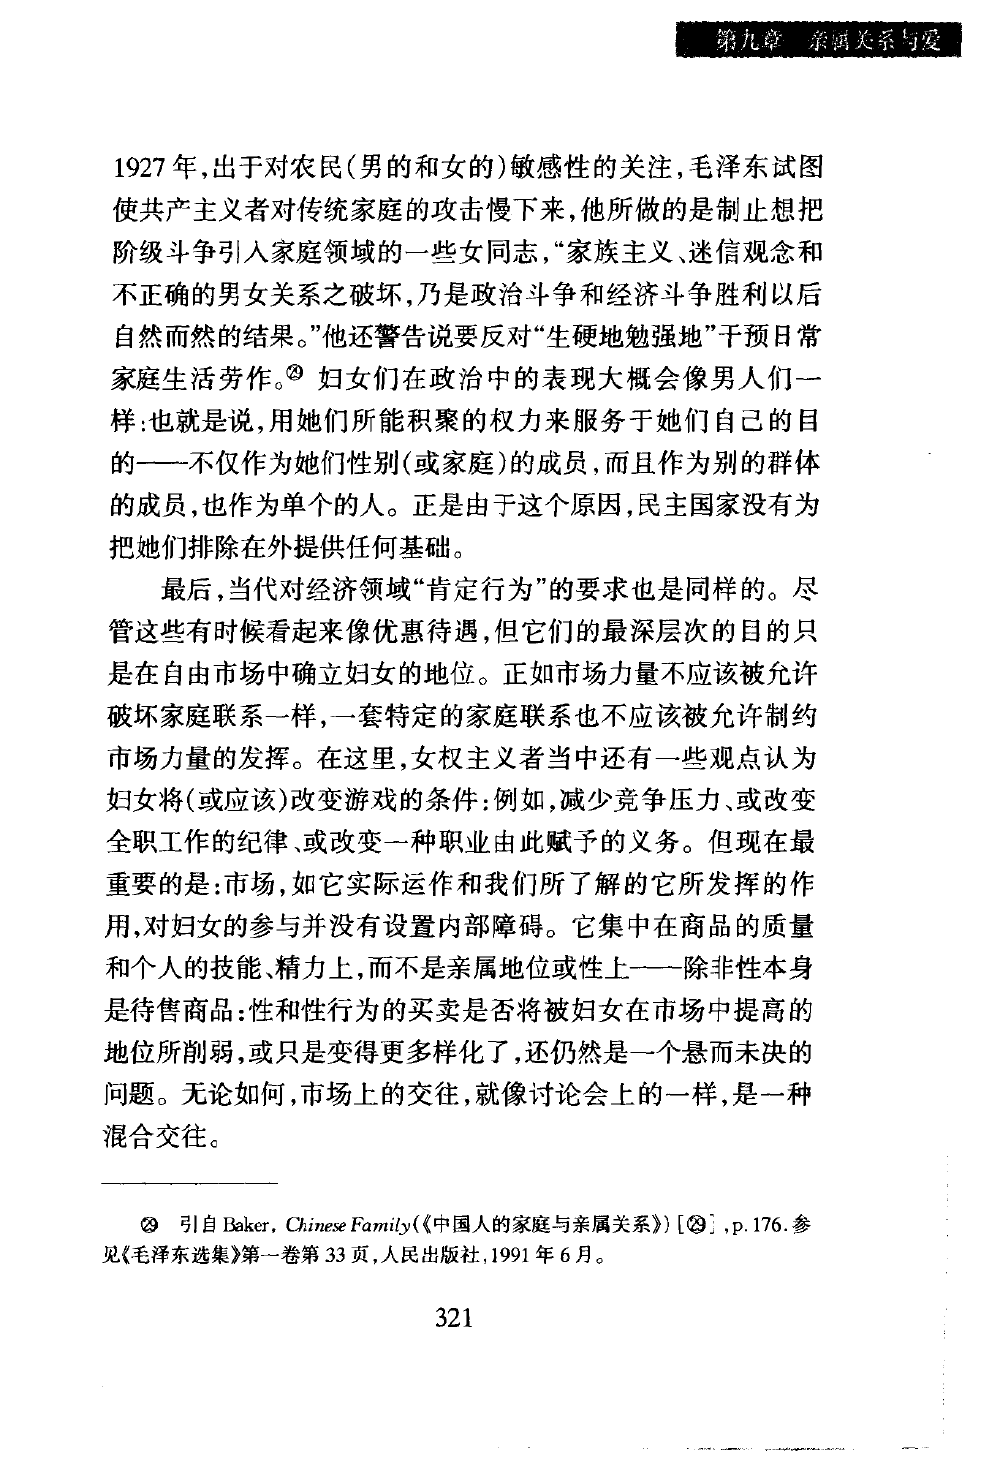 第九章 亲属关系与爱
1927年,出于对农民(男的和女的)敏感性的关注,毛泽东试图
使共产主义者对传统家庭的攻击慢下来,他所做的是制止想把
阶级斗争引入家庭领域的一些女同志,“家族主义、迷信观念和
不正确的男女关系之破坏,乃是政治斗争和经济斗争胜利以后
自然而然的结果。”他还警告说要反对“生硬地勉强地”干预日常
家庭生活劳作。㉙ 妇女们在政治中的表现大概会像男人们一
样:也就是说,用她们所能积聚的权力来服务于她们自己的目
的——不仅作为她们性别(或家庭)的成员,而且作为别的群体
的成员,也作为单个的人。正是由于这个原因,民主国家没有为
把她们排除在外提供任何基础。
最后,当代对经济领域“肯定行为”的要求也是同样的。尽
管这些有时候看起来像优惠待遇,但它们的最深层次的目的只
是在自由市场中确立妇女的地位。正如市场力量不应该被允许
破坏家庭联系一样,一套特定的家庭联系也不应该被允许制约
市场力量的发挥。在这里,女权主义者当中还有一些观点认为
妇女将(或应该)改变游戏的条件:例如,减少竞争压力、或改变
全职工作的纪律、或改变一种职业由此赋予的义务。但现在最
重要的是:市场,如它实际运作和我们所了解的它所发挥的作
用,对妇女的参与并没有设置内部障碍。它集中在商品的质量
和个人的技能、精力上,而不是亲属地位或性上——除非性本身
是待售商品:性和性行为的买卖是否将被妇女在市场中提高的
地位所削弱,或只是变得更多样化了,还仍然是一个悬而未决的
问题。无论如何,市场上的交往,就像讨论会上的一样,是一种
混合交往。
㉙ 引自 Baker, Chinese Family(《中国人的家庭与亲属关系》)[㉙],p.176.参
见《毛泽东选集》第一卷第33页,人民出版社,1991年6月。
321